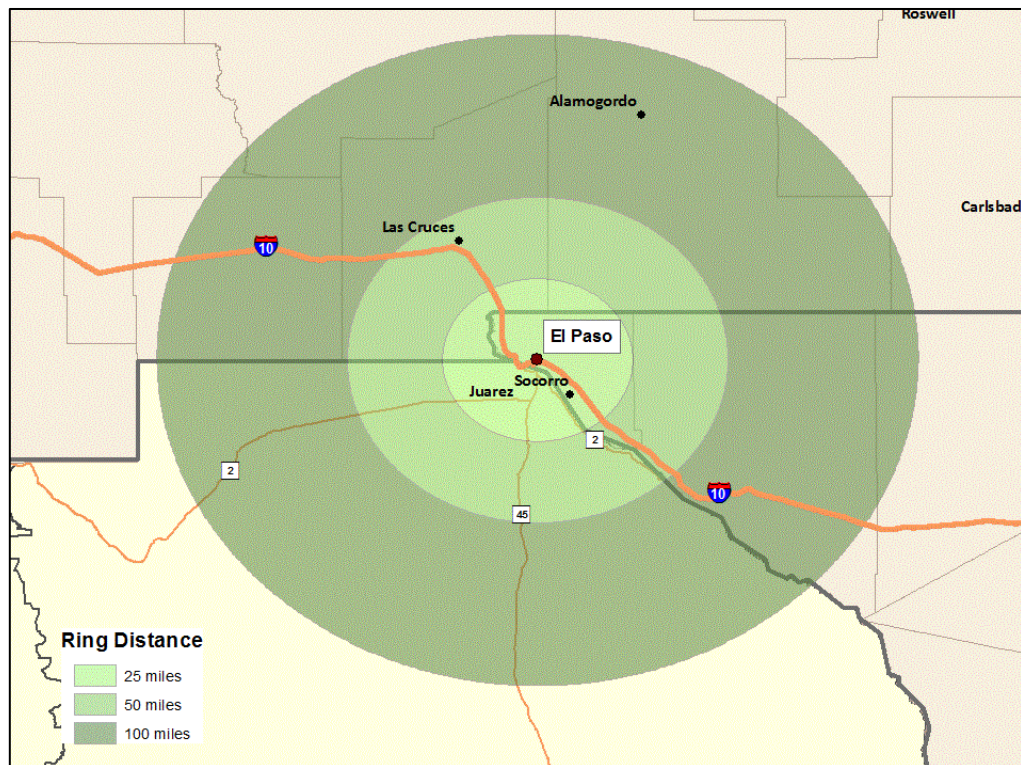 Roswell
Alamogordo
Carlsbad
Las Cruces
10
El Paso
Socorro
Juarez
2
2
10
45
Ring Distance
25 miles
50 miles
100 miles